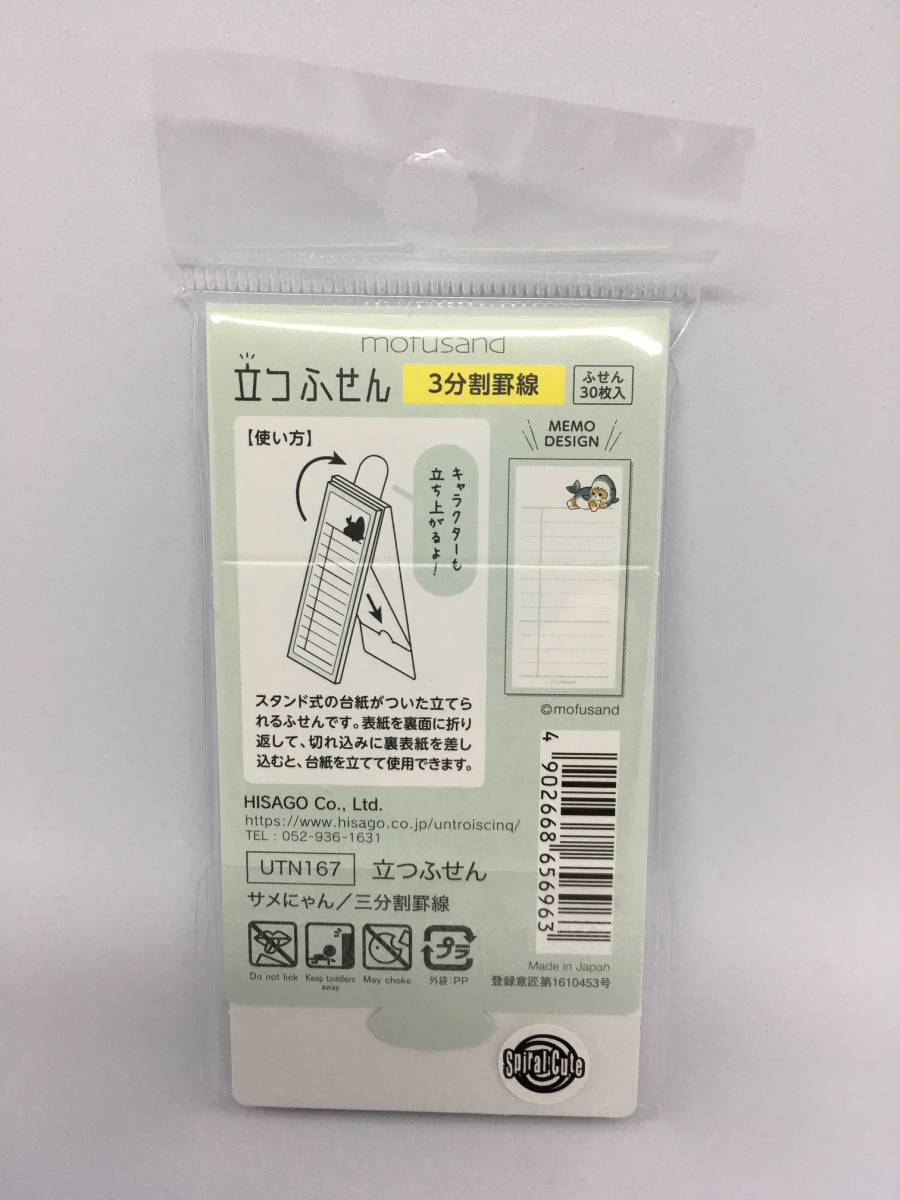 mofusand
立つふせん
3分割罫線
ふせん
30枚入
【使い方】
キャラクターも
立ち上がるよ!
MEMO
DESIGN
©mofusand
スタンド式の台紙がついた立てら
れるふせんです。表紙を裏面に折り
返して、切れ込みに裏表紙を差し
込むと、台紙を立てて使用できます。
HISAGO Co., Ltd.
https://www.hisago.co.jp/untroiscinq/
TEL : 052-936-1631
UTN167
立つふせん
サメにゃん/三分割罫線
4 902668 656963
Do not lick
Keep toddlers
away
May choke
プラ
外袋:PP
Made in Japan
登録意匠第1610453号
Spiral Cute